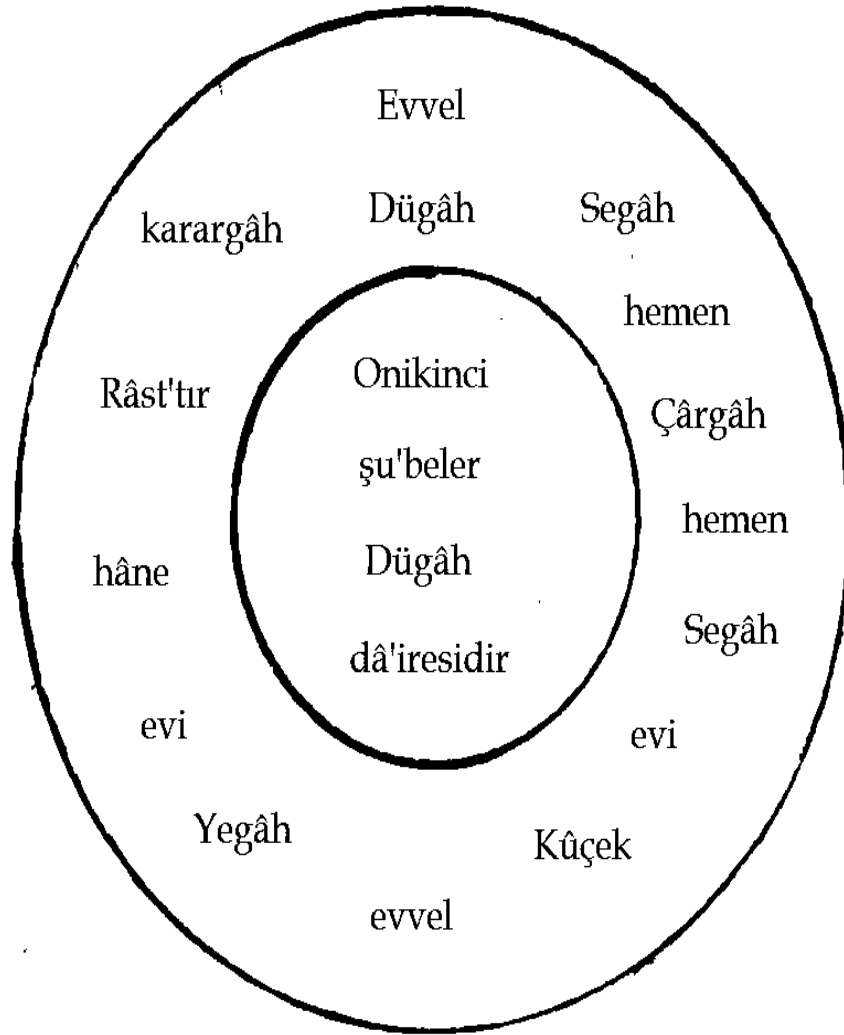 Evvel
Dügâh
Segâh
hemen
Çârgâh
hemen
Segâh
evi
Kûçek
evvel
Yegâh
evi
hâne
Râst'tır
karargâh
Onikinci
şu'beler
Dügâh
dâ'iresidir